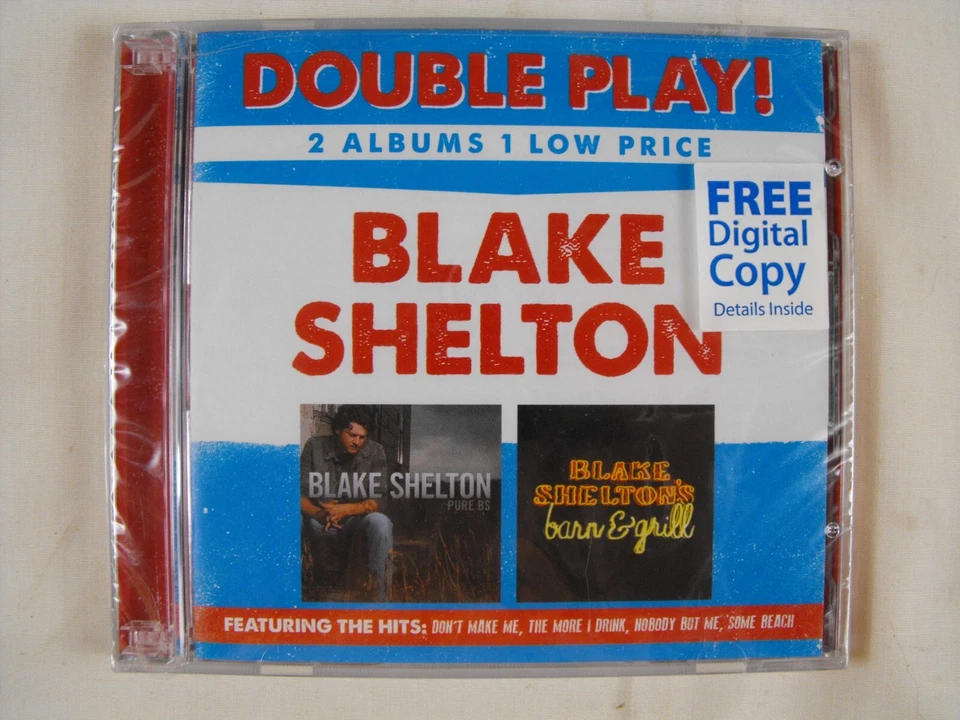 DOUBLE PLAY!
2 ALBUMS 1 LOW PRICE
FREE
Digital
Copy
Details Inside
BLAKE
SHELTON
BLAKE SHELTON
PURE BS
BLAKE
SHELTON'S
barn & grill
FEATURING THE HITS: DON'T MAKE ME, THE MORE I DRINK, NOBODY BUT ME, SOME BEACH